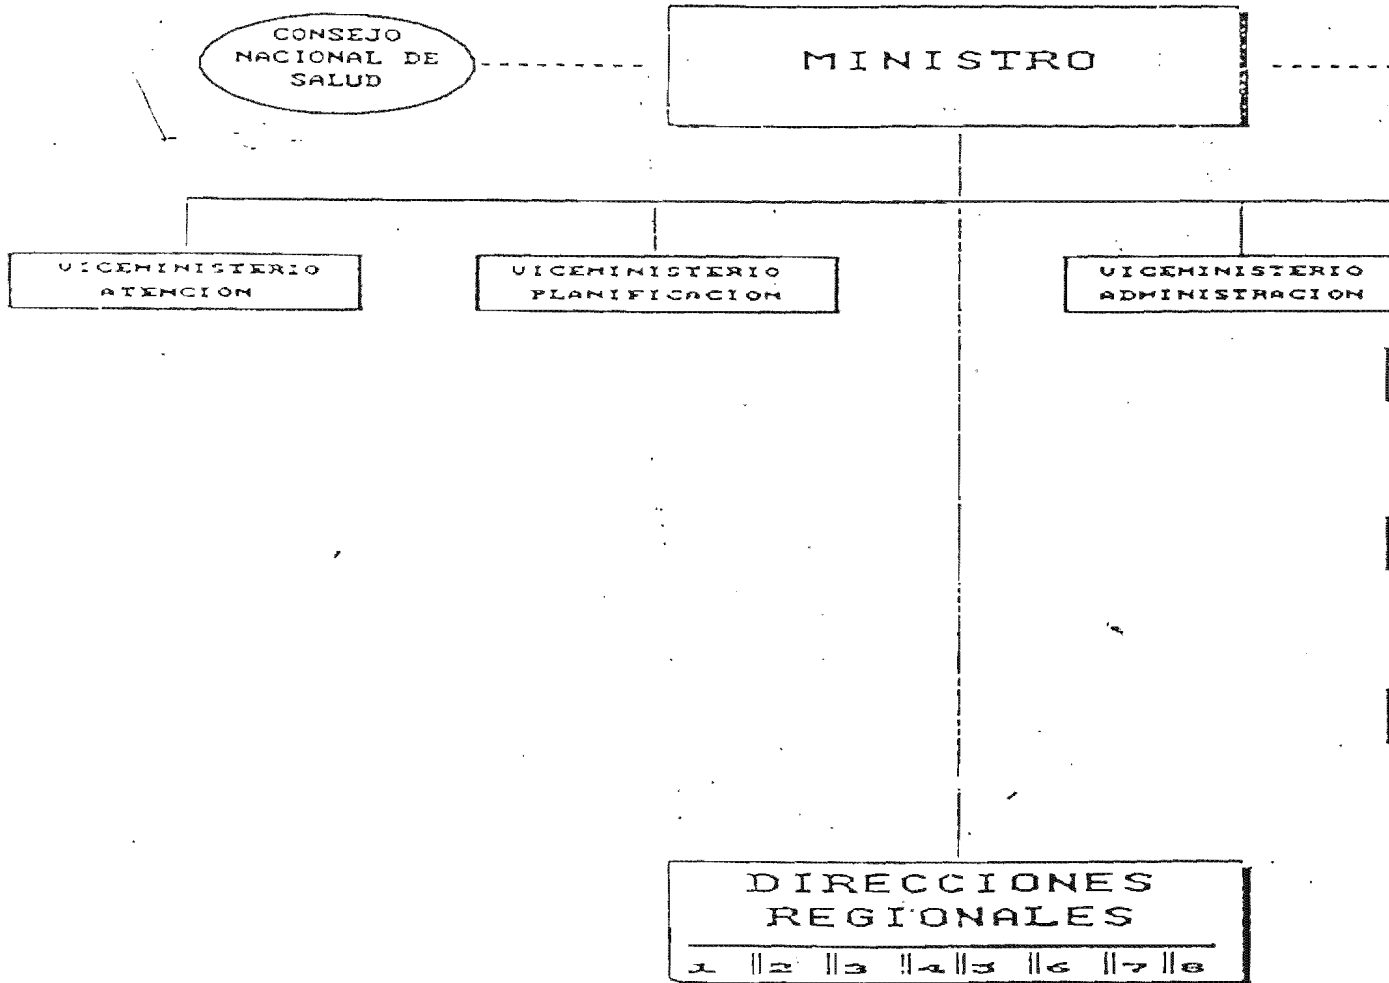 CONSEJO
NACIONAL DE
SALUD
MINISTRO
VICEMINISTERIO
ATENCION
VICEMINISTERIO
PLANIFICACION
VICEMINISTERIO
ADMINISTRACION
DIRECCIONES
REGIONALES
1 ||2 ||3 ||4 ||5 ||6 ||7 ||8